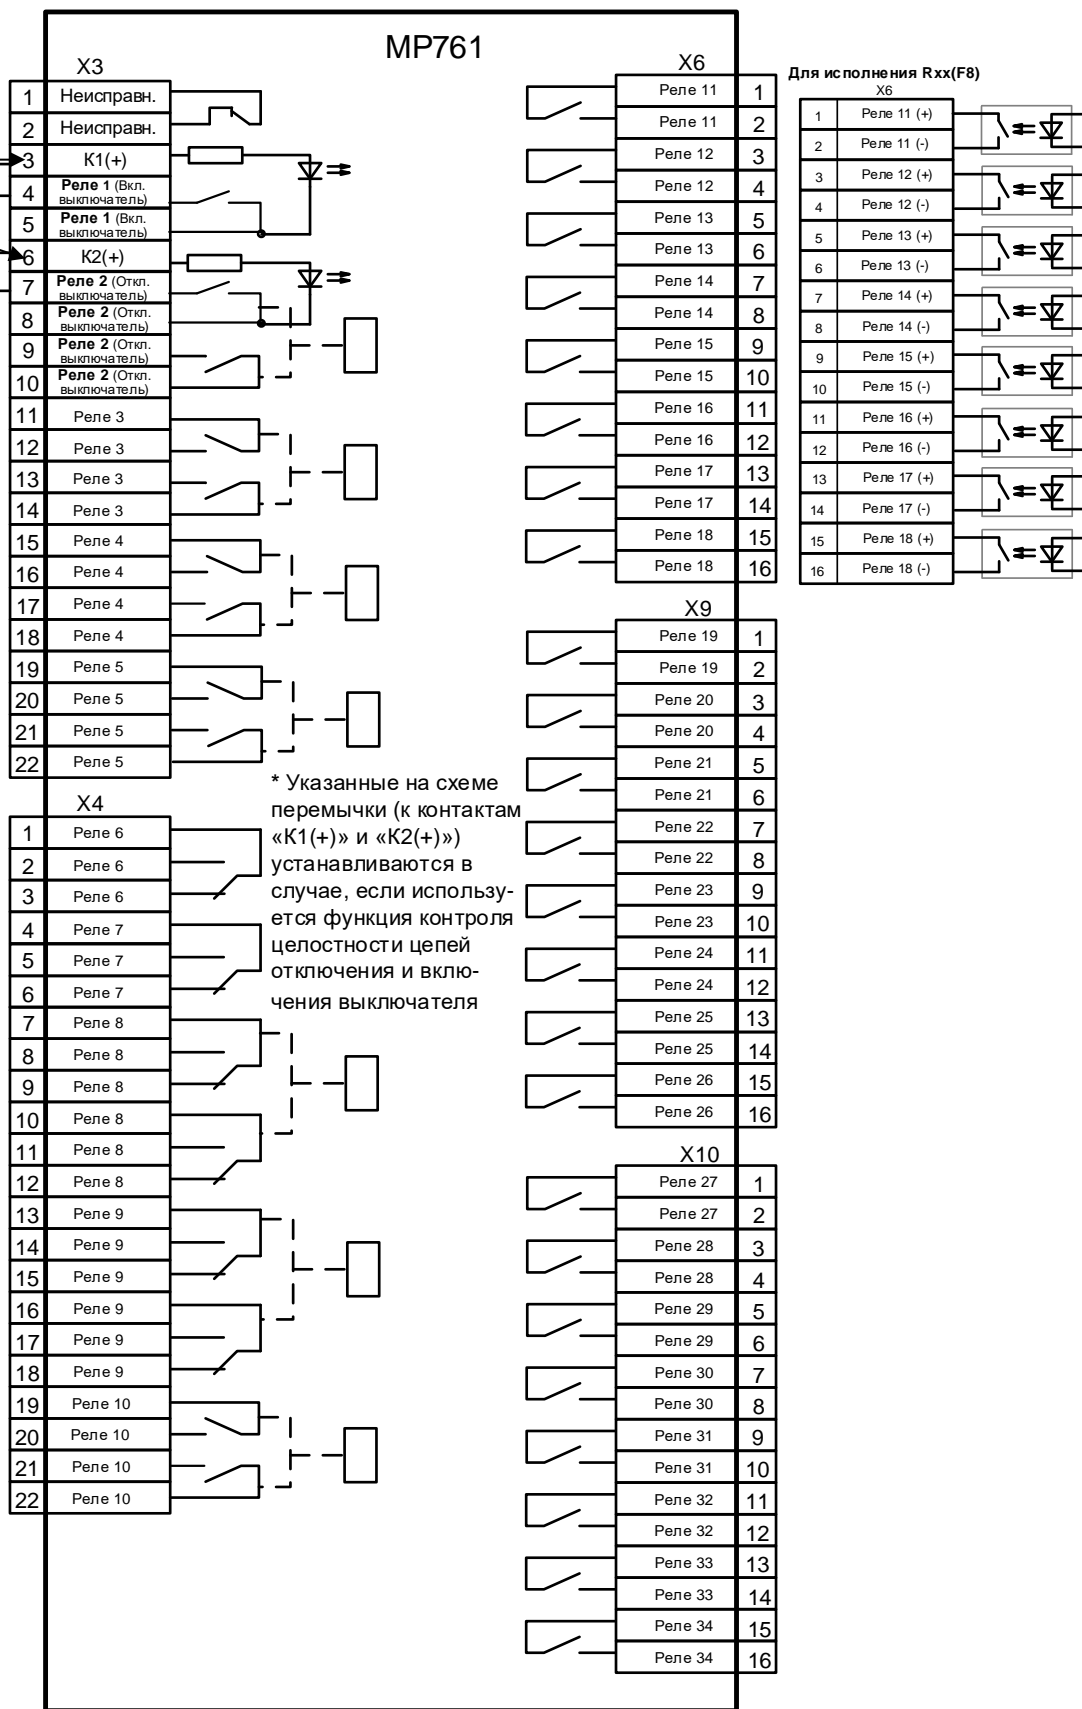 МР761
X3
1 Неисправн.
2 Неисправн.
3 К1(+)
4 Реле 1 (Вкл.
выключатель)
5 Реле 1 (Вкл.
выключатель)
6 К2(+)
7 Реле 2 (Откл.
выключатель)
8 Реле 2 (Откл.
выключатель)
9 Реле 2 (Откл.
выключатель)
10 Реле 2 (Откл.
выключатель)
11 Реле 3
12 Реле 3
13 Реле 3
14 Реле 3
15 Реле 4
16 Реле 4
17 Реле 4
18 Реле 4
19 Реле 5
20 Реле 5
21 Реле 5
22 Реле 5
* Указанные на схеме
перемычки (к контактам
«К1(+)» и «К2(+)»)
устанавливаются в
случае, если использу-
ется функция контроля
целостности цепей
отключения и вклю-
чения выключателя
X4
1 Реле 6
2 Реле 6
3 Реле 6
4 Реле 7
5 Реле 7
6 Реле 7
7 Реле 8
8 Реле 8
9 Реле 8
10 Реле 8
11 Реле 8
12 Реле 8
13 Реле 9
14 Реле 9
15 Реле 9
16 Реле 9
17 Реле 9
18 Реле 9
19 Реле 10
20 Реле 10
21 Реле 10
22 Реле 10
X6
Реле 11 1
Реле 11 2
Реле 12 3
Реле 12 4
Реле 13 5
Реле 13 6
Реле 14 7
Реле 14 8
Реле 15 9
Реле 15 10
Реле 16 11
Реле 16 12
Реле 17 13
Реле 17 14
Реле 18 15
Реле 18 16
X9
Реле 19 1
Реле 19 2
Реле 20 3
Реле 20 4
Реле 21 5
Реле 21 6
Реле 22 7
Реле 22 8
Реле 23 9
Реле 23 10
Реле 24 11
Реле 24 12
Реле 25 13
Реле 25 14
Реле 26 15
Реле 26 16
X10
Реле 27 1
Реле 27 2
Реле 28 3
Реле 28 4
Реле 29 5
Реле 29 6
Реле 30 7
Реле 30 8
Реле 31 9
Реле 31 10
Реле 32 11
Реле 32 12
Реле 33 13
Реле 33 14
Реле 34 15
Реле 34 16
Для исполнения Rxx(F8)
X6
1 Реле 11 (+)
2 Реле 11 (-)
3 Реле 12 (+)
4 Реле 12 (-)
5 Реле 13 (+)
6 Реле 13 (-)
7 Реле 14 (+)
8 Реле 14 (-)
9 Реле 15 (+)
10 Реле 15 (-)
11 Реле 16 (+)
12 Реле 16 (-)
13 Реле 17 (+)
14 Реле 17 (-)
15 Реле 18 (+)
16 Реле 18 (-)